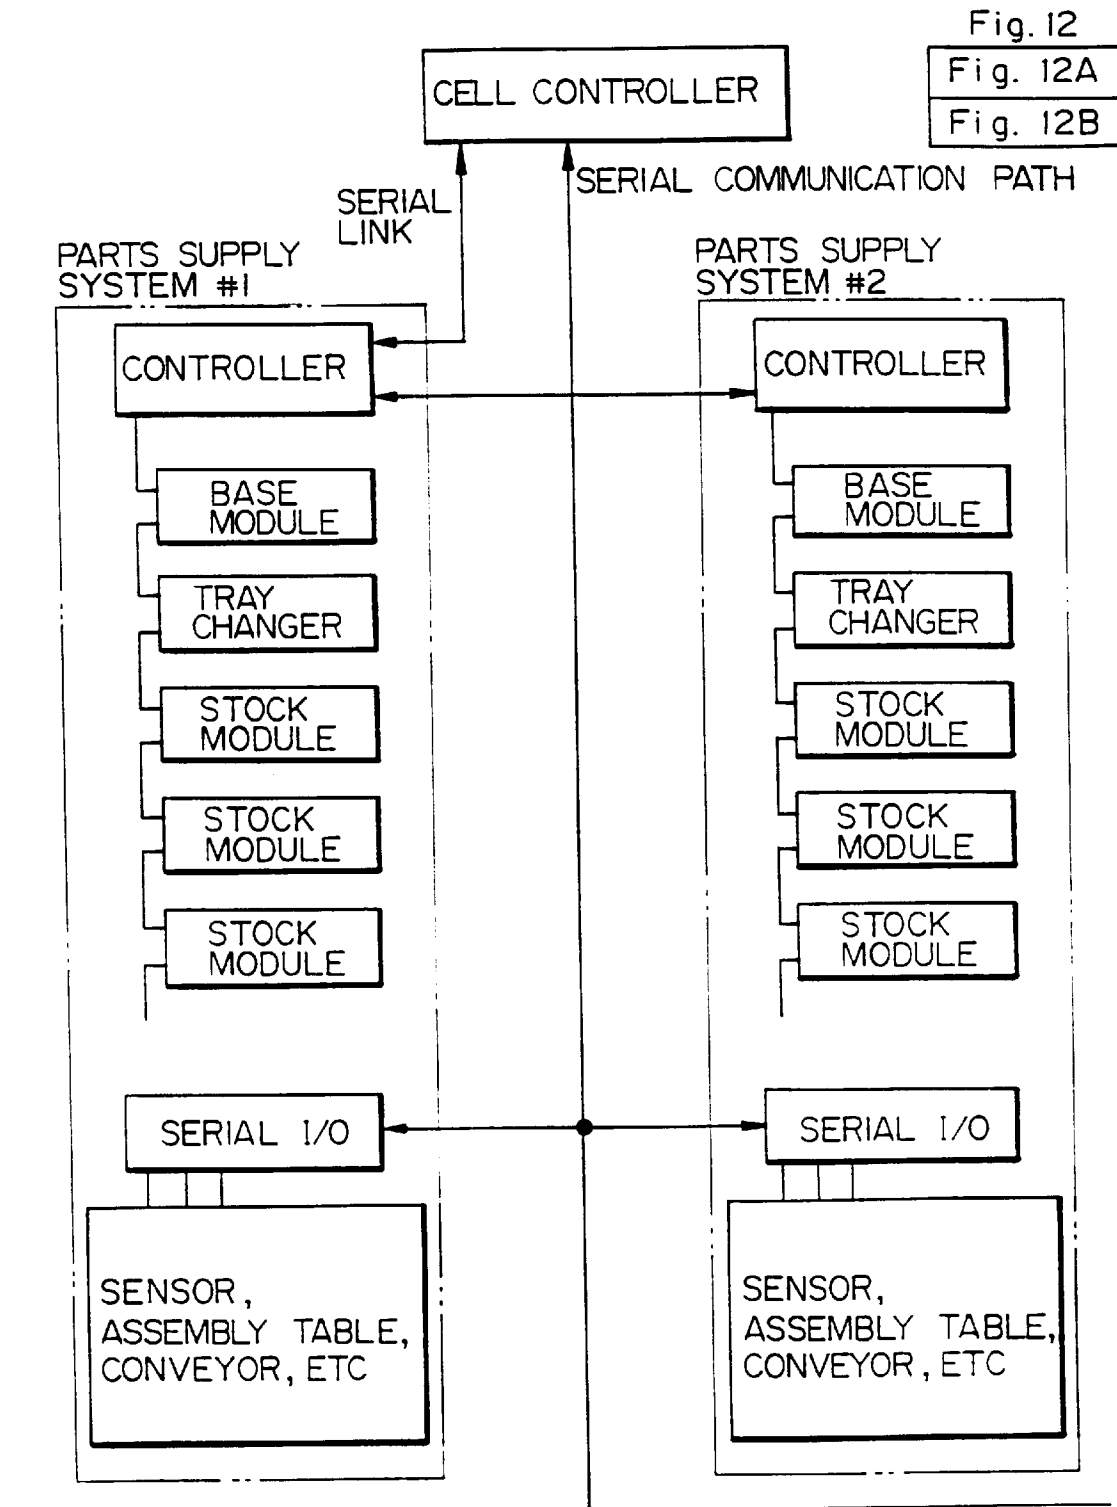 Fig. 12
Fig. 12A
Fig. 12B
CELL CONTROLLER
SERIAL COMMUNICATION PATH
SERIAL
LINK
PARTS SUPPLY
SYSTEM #1
CONTROLLER
BASE
MODULE
TRAY
CHANGER
STOCK
MODULE
STOCK
MODULE
STOCK
MODULE
SERIAL I/O
SENSOR,
ASSEMBLY TABLE,
CONVEYOR, ETC
PARTS SUPPLY
SYSTEM #2
CONTROLLER
BASE
MODULE
TRAY
CHANGER
STOCK
MODULE
STOCK
MODULE
STOCK
MODULE
SERIAL I/O
SENSOR,
ASSEMBLY TABLE,
CONVEYOR, ETC